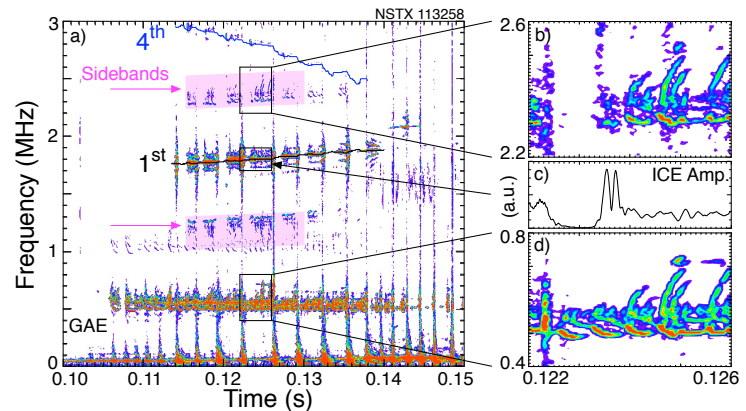 NSTX 113258
a)
4th
Sidebands
1st
GAE
3
2
1
0
Frequency (MHz)
0.10
0.11
0.12
0.13
0.14
0.15
Time (s)
2.6
b)
2.2
c)
ICE Amp.
(a.u.)
0.8
d)
0.4
0.122
0.126